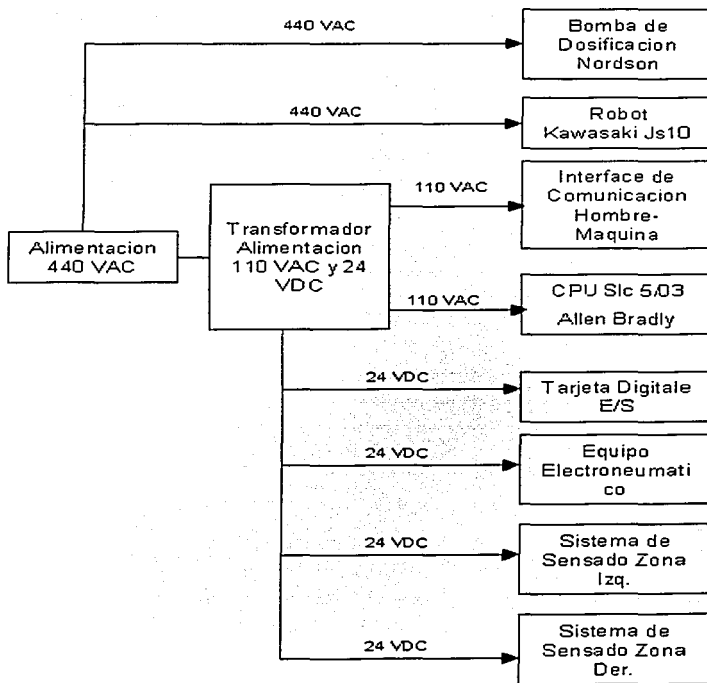 440 VAC
Bomba de
Dosificacion
Nordson
440 VAC
Robot
Kawasaki Js10
110 VAC
Interface de
Comunicacion
Hombre-
Maquina
Transformador
Alimentacion
110 VAC y 24
VDC
Alimentacion
440 VAC
110 VAC
CPU Slc 5/03
Allen Bradly
24 VDC
Tarjeta Digitale
E/S
24 VDC
Equipo
Electroneumati
co
24 VDC
Sistema de
Sensado Zona
Izq.
24 VDC
Sistema de
Sensado Zona
Der.